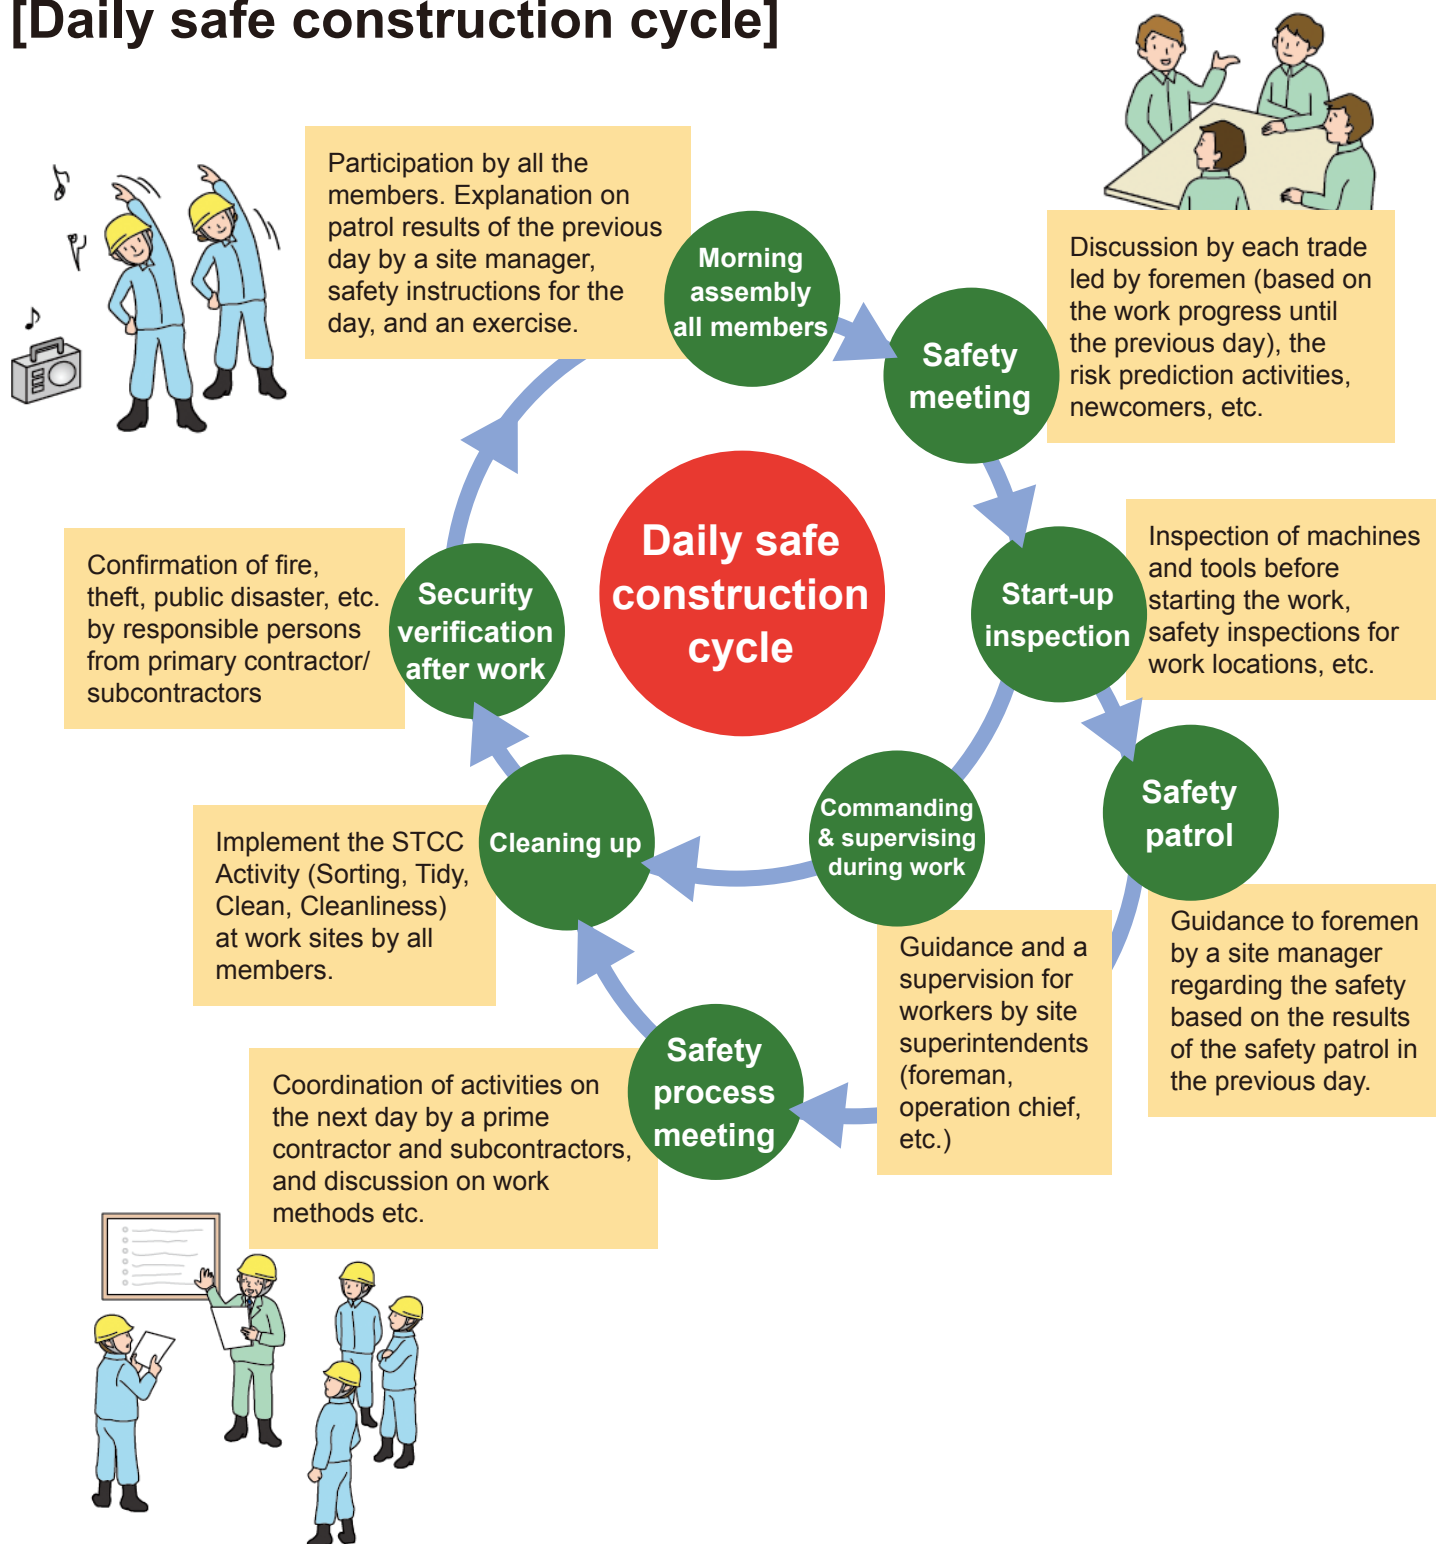 [Daily safe construction cycle]
Participation by all the
members. Explanation on
patrol results of the previous
day by a site manager,
safety instructions for the
day, and an exercise.
Morning
assembly
all members
Safety
meeting
Discussion by each trade
led by foremen (based on
the work progress until
the previous day), the
risk prediction activities,
newcomers, etc.
Daily safe
construction
cycle
Start-up
inspection
Inspection of machines
and tools before
starting the work,
safety inspections for
work locations, etc.
Safety
patrol
Guidance to foremen
by a site manager
regarding the safety
based on the results
of the safety patrol in
the previous day.
Commanding
& supervising
during work
Guidance and a
supervision for
workers by site
superintendents
(foreman,
operation chief,
etc.)
Safety
process
meeting
Coordination of activities on
the next day by a prime
contractor and subcontractors,
and discussion on work
methods etc.
Cleaning up
Implement the STCC
Activity (Sorting, Tidy,
Clean, Cleanliness)
at work sites by all
members.
Security
verification
after work
Confirmation of fire,
theft, public disaster, etc.
by responsible persons
from primary contractor/
subcontractors